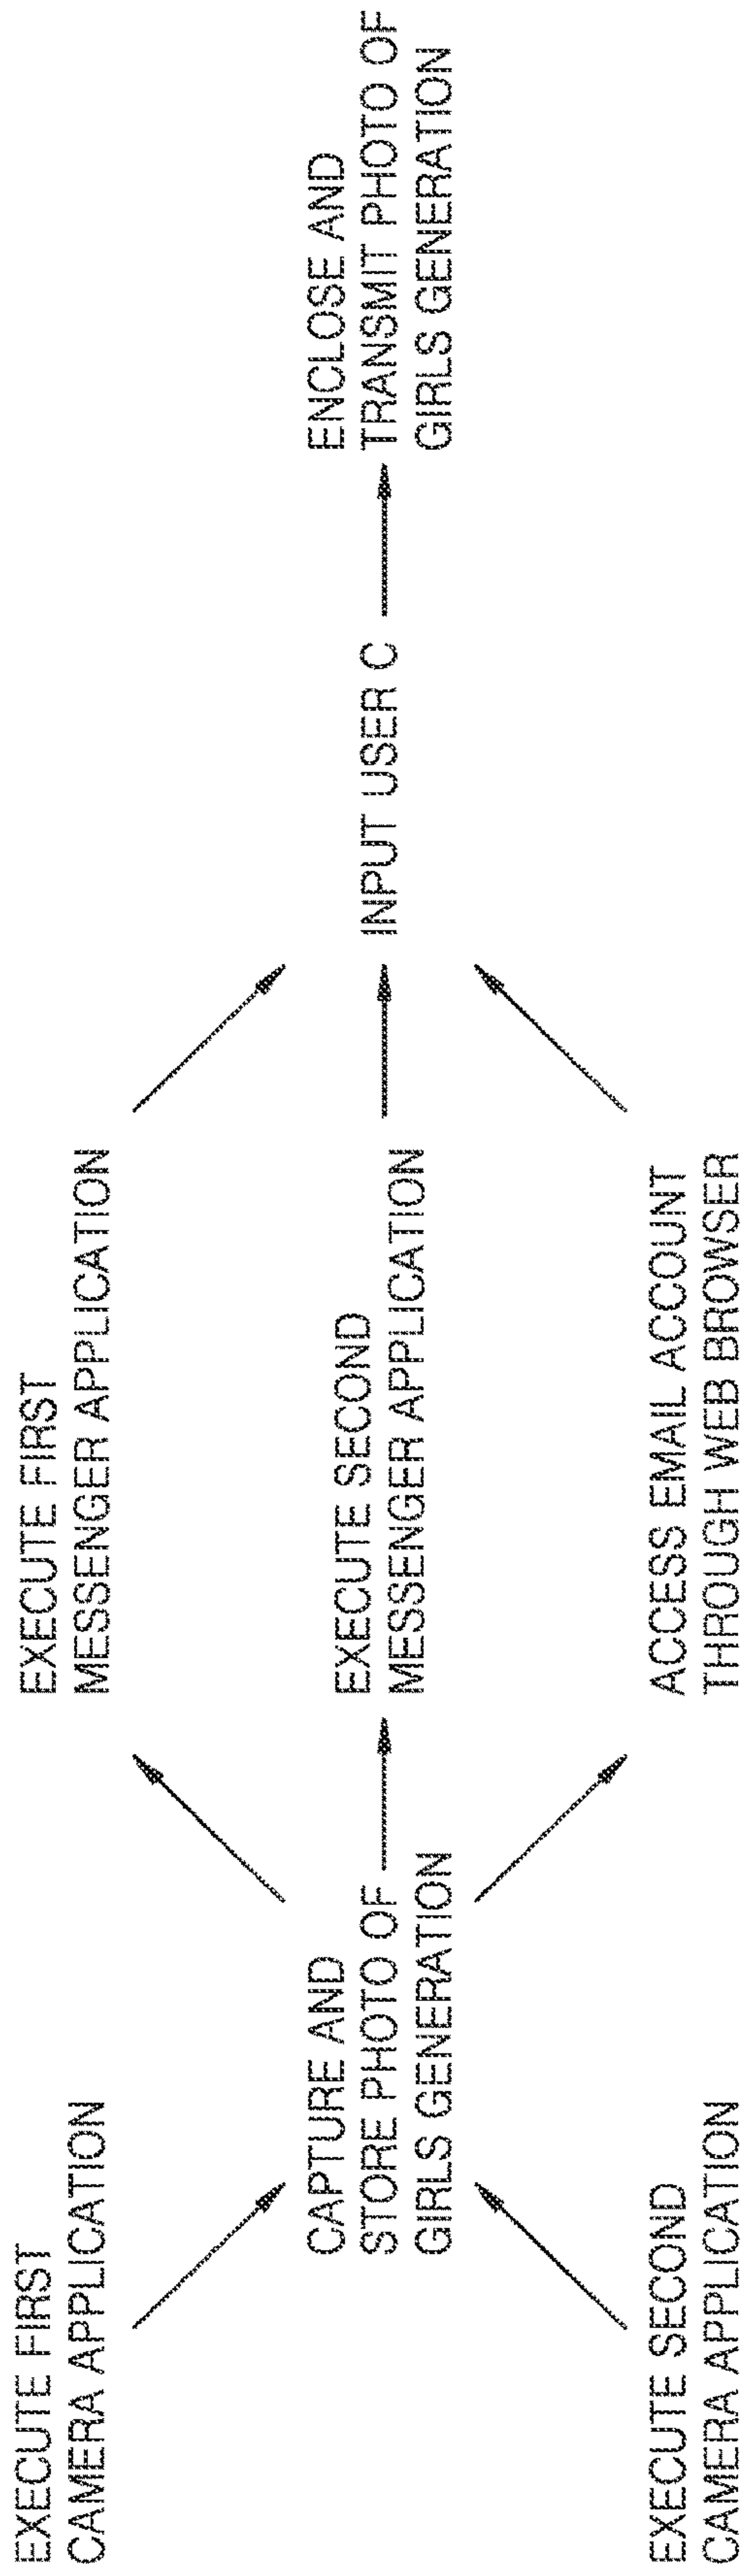 EXECUTE FIRST
CAMERA APPLICATION
EXECUTE SECOND
CAMERA APPLICATION
CAPTURE AND
STORE PHOTO OF
GIRLS GENERATION
EXECUTE FIRST
MESSENGER APPLICATION
EXECUTE SECOND
MESSENGER APPLICATION
ACCESS EMAIL ACCOUNT
THROUGH WEB BROWSER
INPUT USER C
ENCLOSE AND
TRANSMIT PHOTO OF
GIRLS GENERATION